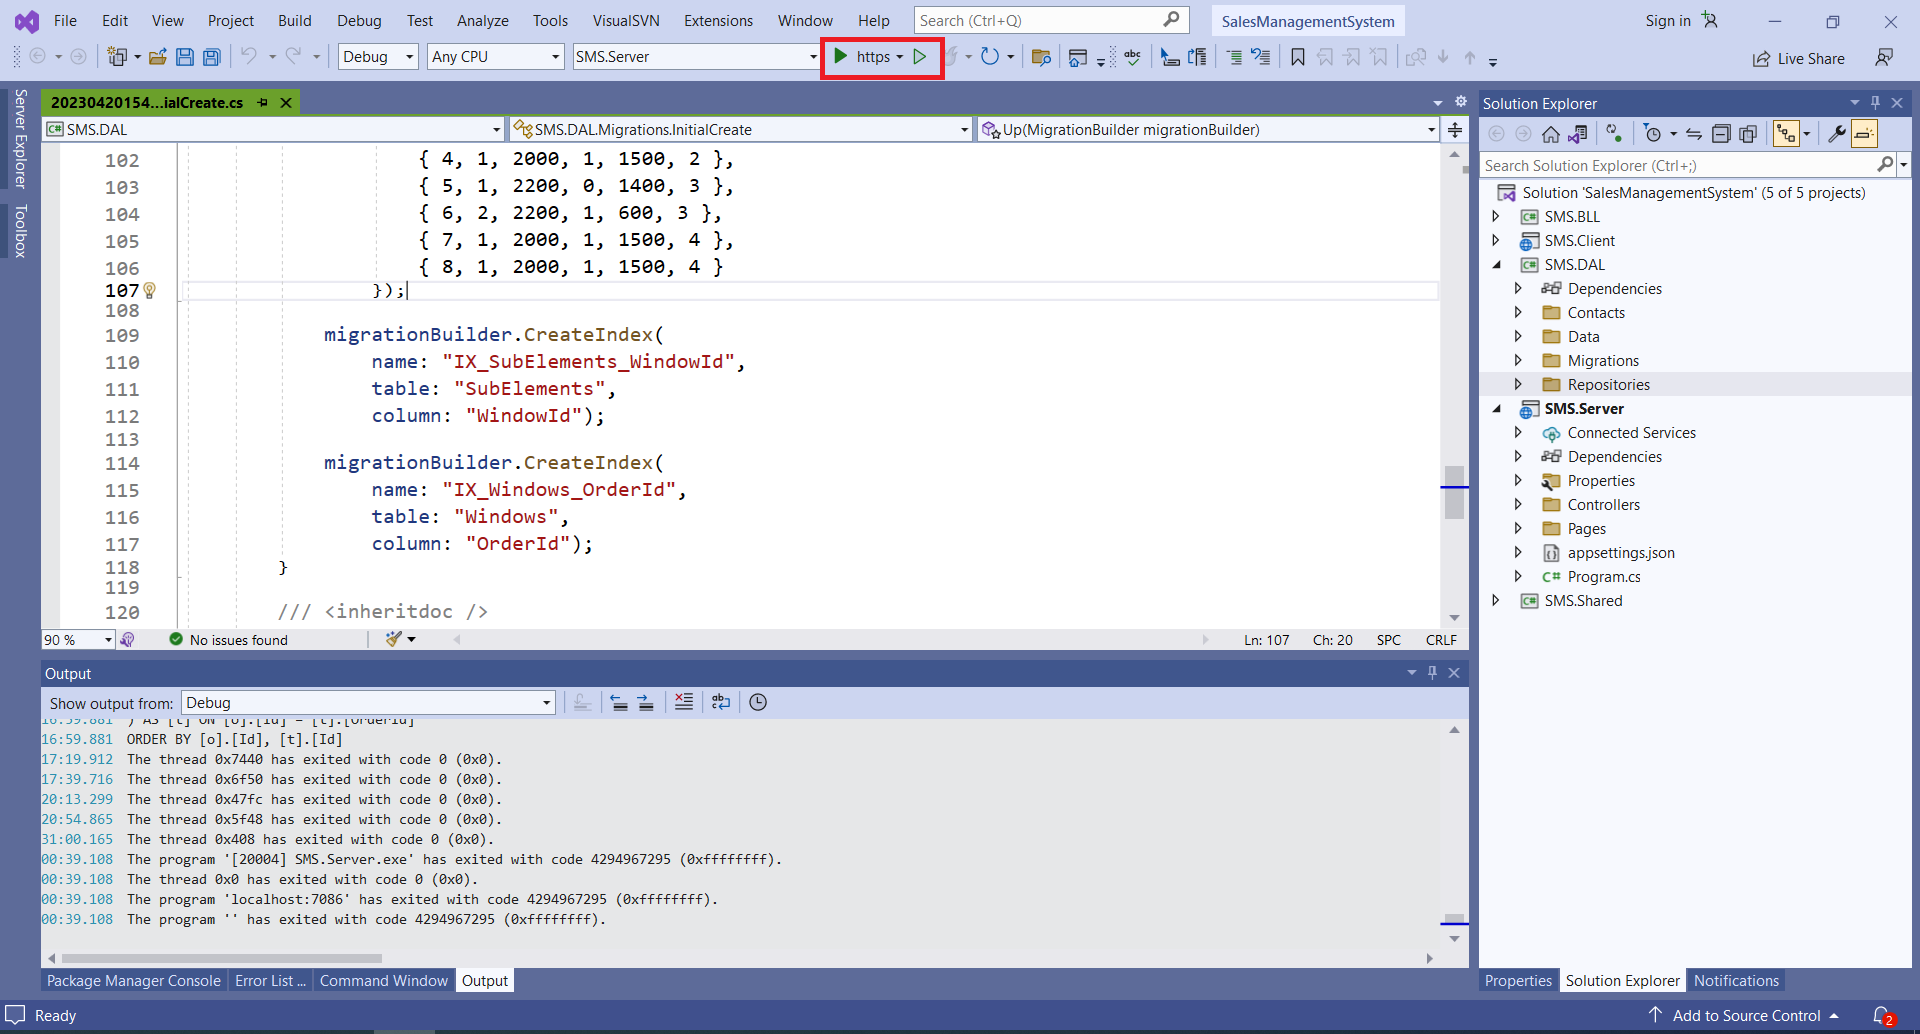 File Edit View Project Build Debug Test Analyze Tools VisualSVN Extensions Window Help Search (Ctrl+Q) SalesManagementSystem Sign in
Debug Any CPU SMS.Server https abc Live Share
Server Explorer
Toolbox
20230420154...ialCreate.cs
SMS.DAL SMS.DAL.Migrations.InitialCreate Up(MigrationBuilder migrationBuilder)
102 { 4, 1, 2000, 1, 1500, 2 },
103 { 5, 1, 2200, 0, 1400, 3 },
104 { 6, 2, 2200, 1, 600, 3 },
105 { 7, 1, 2000, 1, 1500, 4 },
106 { 8, 1, 2000, 1, 1500, 4 }
107 });
108
109 migrationBuilder.CreateIndex(
110 name: "IX_SubElements_WindowId",
111 table: "SubElements",
112 column: "WindowId");
113
114 migrationBuilder.CreateIndex(
115 name: "IX_Windows_OrderId",
116 table: "Windows",
117 column: "OrderId");
118 }
119
120 /// <inheritdoc />
90 % No issues found Ln: 107 Ch: 20 SPC CRLF
Output
Show output from: Debug
16:59.881 ) AS [t] ON [o].[Id] = [t].[OrderId]
16:59.881 ORDER BY [o].[Id], [t].[Id]
17:19.912 The thread 0x7440 has exited with code 0 (0x0).
17:39.716 The thread 0x6f50 has exited with code 0 (0x0).
20:13.299 The thread 0x47fc has exited with code 0 (0x0).
20:54.865 The thread 0x5f48 has exited with code 0 (0x0).
31:00.165 The thread 0x408 has exited with code 0 (0x0).
00:39.108 The program '[20004] SMS.Server.exe' has exited with code 4294967295 (0xffffffff).
00:39.108 The thread 0x0 has exited with code 0 (0x0).
00:39.108 The program 'localhost:7086' has exited with code 4294967295 (0xffffffff).
00:39.108 The program '' has exited with code 4294967295 (0xffffffff).
Package Manager Console Error List ... Command Window Output
Solution Explorer
Search Solution Explorer (Ctrl+;)
Solution 'SalesManagementSystem' (5 of 5 projects)
C# SMS.BLL
SMS.Client
C# SMS.DAL
Dependencies
Contacts
Data
Migrations
Repositories
SMS.Server
Connected Services
Dependencies
Properties
Controllers
Pages
appsettings.json
C# Program.cs
C# SMS.Shared
Properties Solution Explorer Notifications
Ready Add to Source Control 2